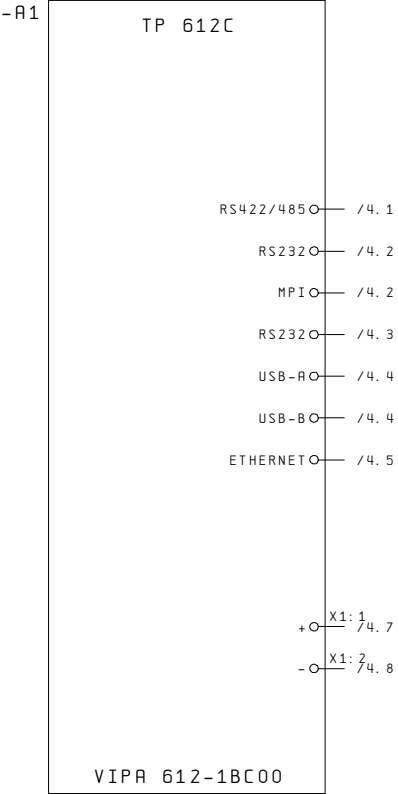 -A1
TP 612C
RS422/485 /4.1
RS232 /4.2
MPI /4.2
RS232 /4.3
USB-A /4.4
USB-B /4.4
ETHERNET /4.5
+ X1:1 /4.7
- X1:2 /4.8
VIPA 612-1BC00